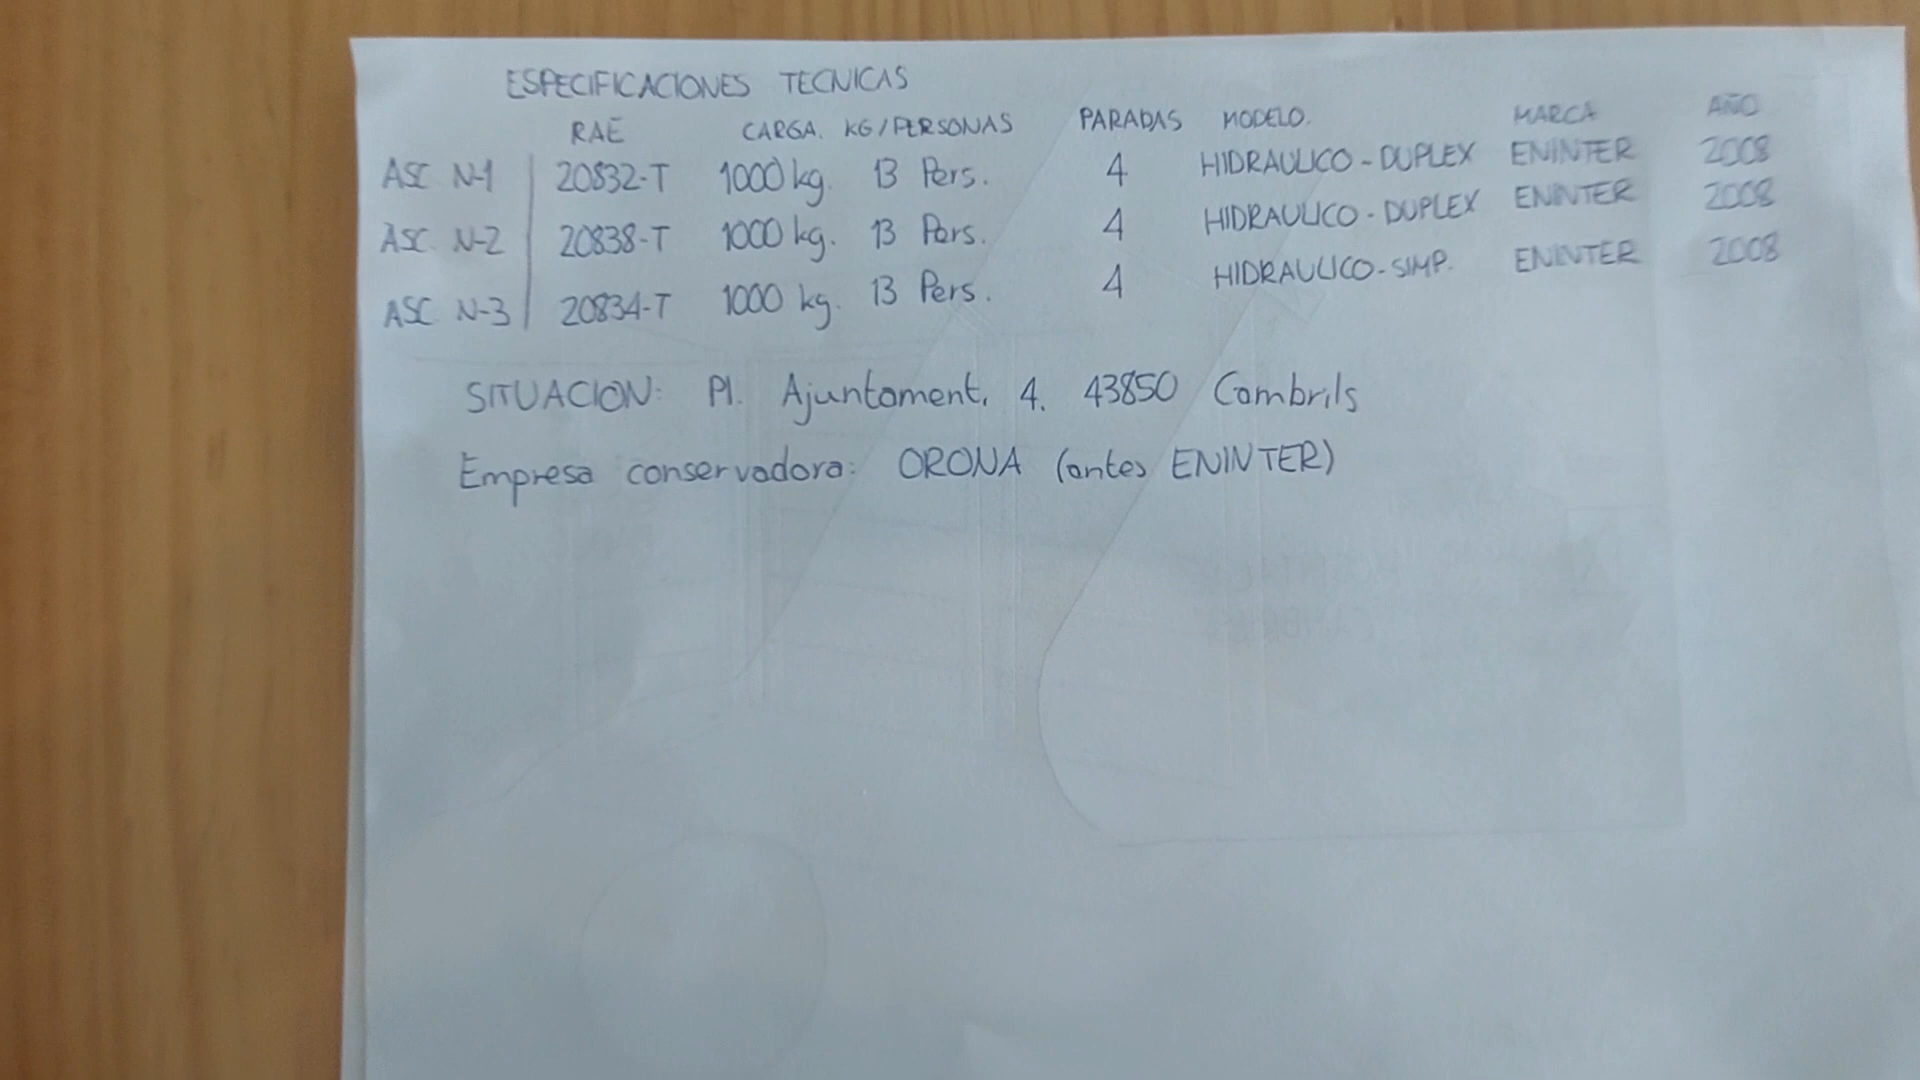 ESPECIFICACIONES TECNICAS
RAE CARGA. KG/PERSONAS PARADAS MODELO. MARCA AÑO
ASC N-1 20832-T 1000 kg. 13 Pers. 4 HIDRAULICO-DUPLEX ENINTER 2008
ASC. N-2 20838-T 1000 kg. 13 Pers. 4 HIDRAULICO-DUPLEX ENINTER 2008
ASC N-3 20834-T 1000 kg. 13 Pers. 4 HIDRAULICO-SIMP. ENINTER 2008
SITUACION: Pl. Ajuntament, 4. 43850 Cambrils
Empresa conservadora: ORONA (antes ENINTER)